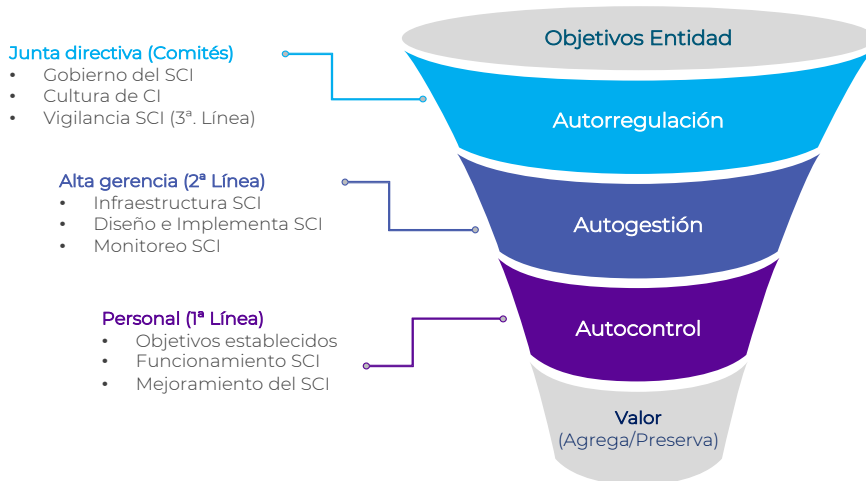 Objetivos Entidad
Junta directiva (Comités)
• Gobierno del SCI
• Cultura de CI
• Vigilancia SCI (3ª. Línea)
Autorregulación
Alta gerencia (2ª Línea)
• Infraestructura SCI
• Diseño e Implementa SCI
• Monitoreo SCI
Autogestión
Personal (1ª Línea)
• Objetivos establecidos
• Funcionamiento SCI
• Mejoramiento del SCI
Autocontrol
Valor
(Agrega/Preserva)